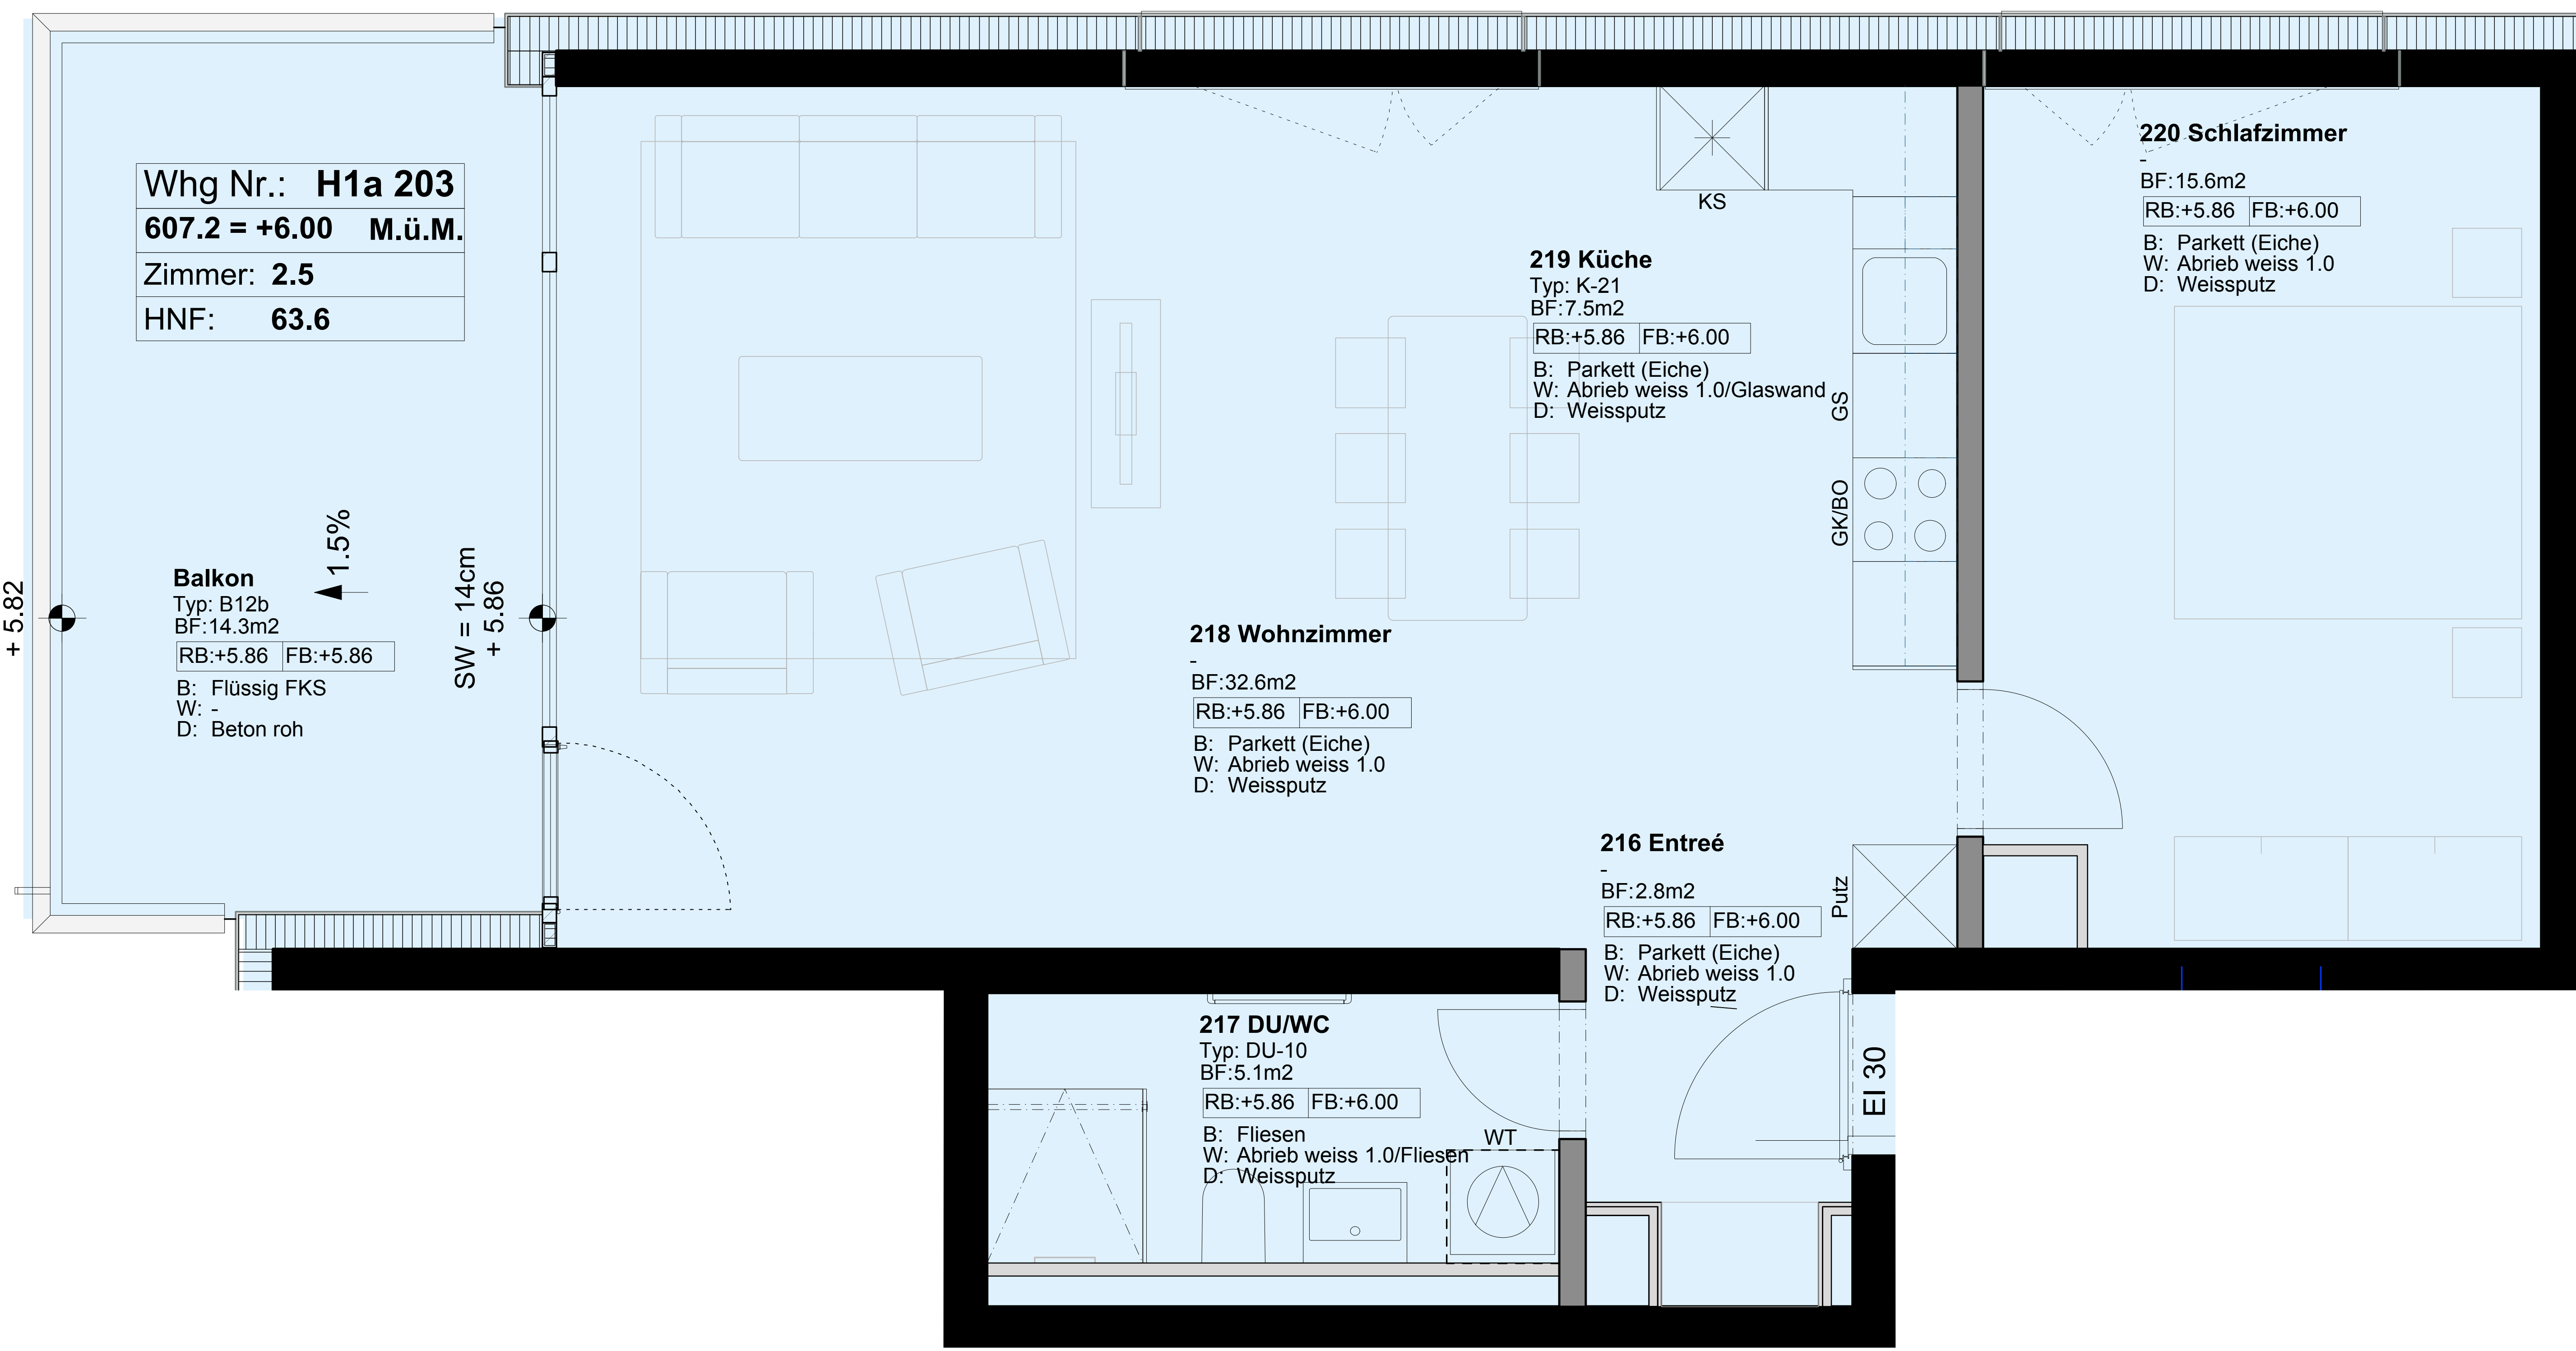 Whg Nr.: H1a 203
607.2 = +6.00 M.ü.M.
Zimmer: 2.5
HNF: 63.6
Balkon
Typ: B12b
BF:14.3m2
RB:+5.86 FB:+5.86
B: Flüssig FKS
W: -
D: Beton roh
1.5%
+ 5.82
SW = 14cm
+ 5.86
KS
219 Küche
Typ: K-21
BF:7.5m2
RB:+5.86 FB:+6.00
B: Parkett (Eiche)
W: Abrieb weiss 1.0/Glaswand
D: Weissputz
GS
GK/BO
220 Schlafzimmer
-
BF:15.6m2
RB:+5.86 FB:+6.00
B: Parkett (Eiche)
W: Abrieb weiss 1.0
D: Weissputz
218 Wohnzimmer
-
BF:32.6m2
RB:+5.86 FB:+6.00
B: Parkett (Eiche)
W: Abrieb weiss 1.0
D: Weissputz
216 Entreé
-
BF:2.8m2
RB:+5.86 FB:+6.00
B: Parkett (Eiche)
W: Abrieb weiss 1.0
D: Weissputz
Putz
EI 30
217 DU/WC
Typ: DU-10
BF:5.1m2
RB:+5.86 FB:+6.00
B: Fliesen
W: Abrieb weiss 1.0/Fliesen
D: Weissputz
WT